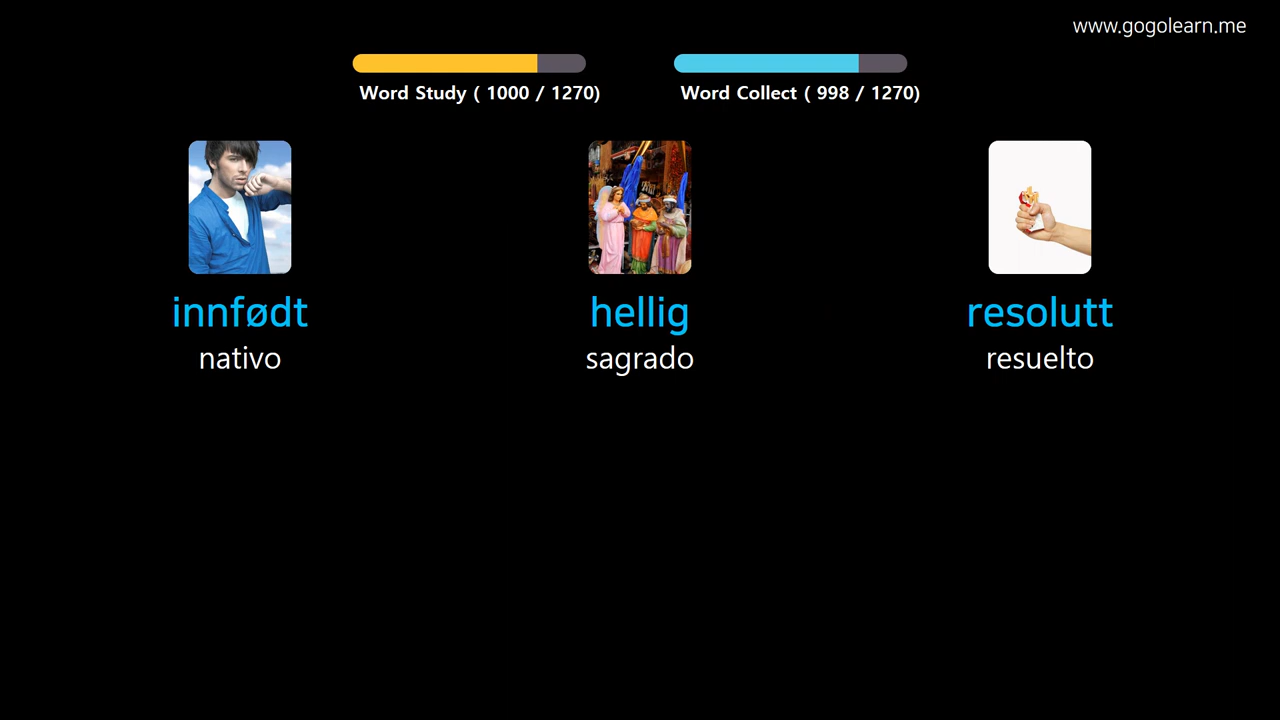 www.gogolearn.me
Word Study ( 1000 / 1270)
Word Collect ( 998 / 1270)
innfødt
hellig
resolutt
nativo
sagrado
resuelto